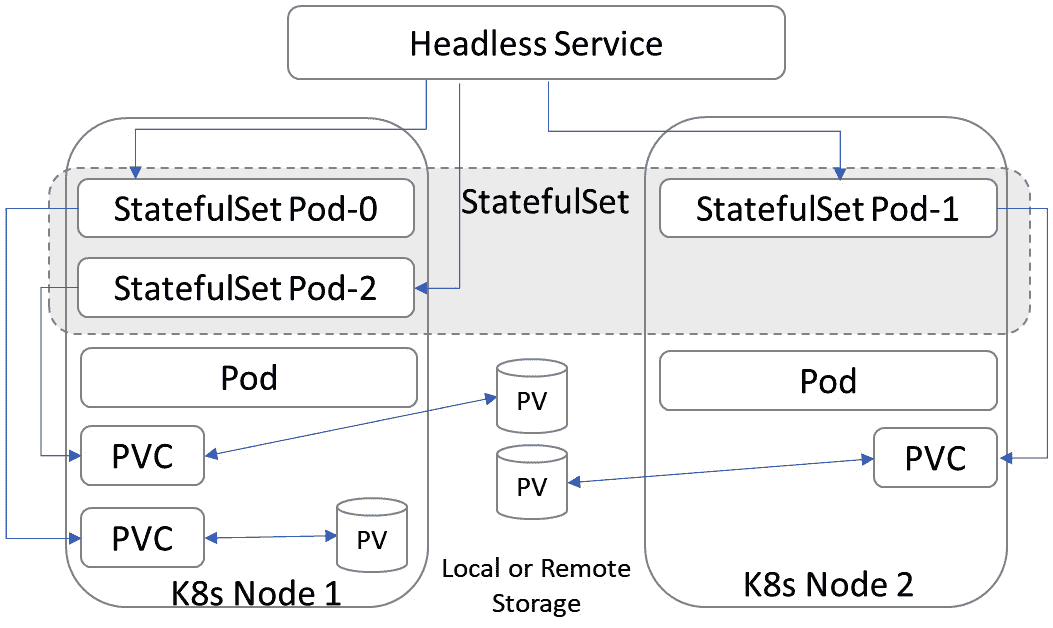 Headless Service
StatefulSet Pod-0
StatefulSet
StatefulSet Pod-1
StatefulSet Pod-2
Pod
Pod
PV
PVC
PV
PVC
PVC
PV
Local or Remote
Storage
K8s Node 1
K8s Node 2